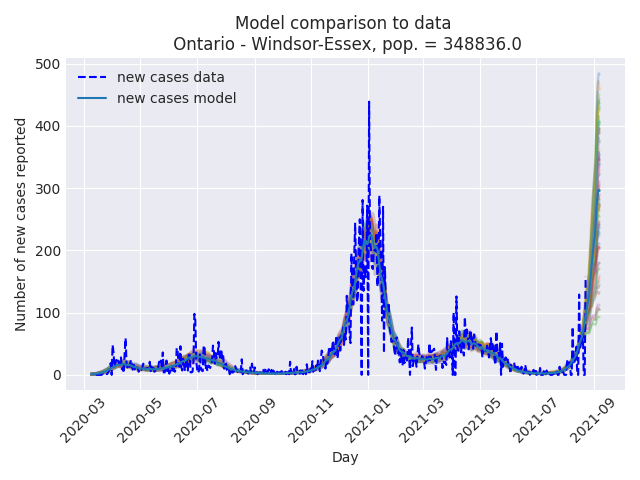 Model comparison to data
Ontario - Windsor-Essex, pop. = 348836.0
new cases data
new cases model
Number of new cases reported
500
400
300
200
100
0
2020-03
2020-05
2020-07
2020-09
2020-11
2021-01
2021-03
2021-05
2021-07
2021-09
Day